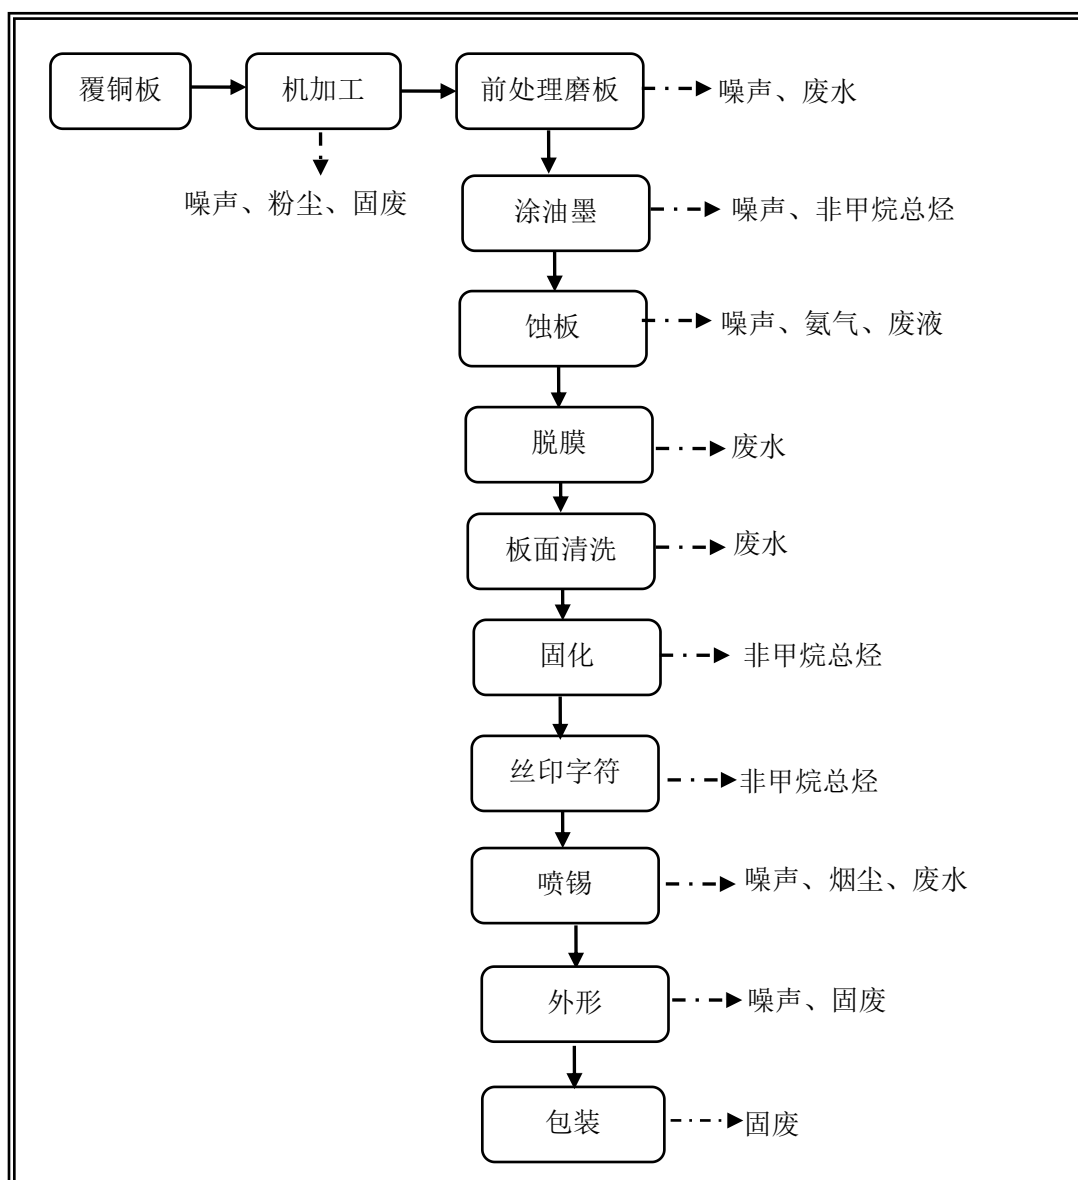 覆铜板 机加工 前处理磨板 噪声、废水
噪声、粉尘、固废
涂油墨 噪声、非甲烷总烃
蚀板 噪声、氨气、废液
脱膜 废水
板面清洗 废水
固化 非甲烷总烃
丝印字符 非甲烷总烃
喷锡 噪声、烟尘、废水
外形 噪声、固废
包装 固废